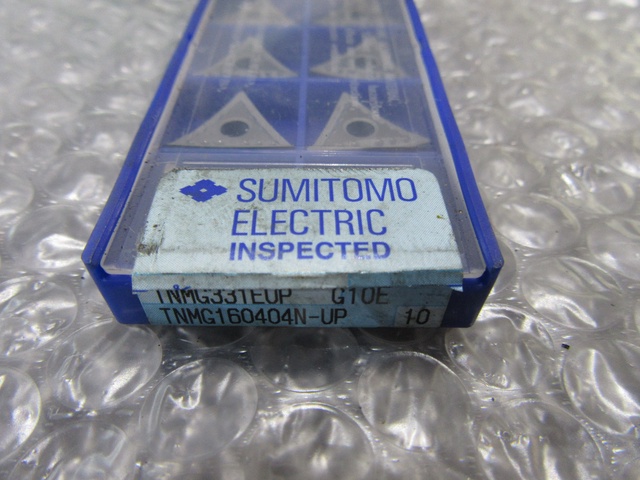 SUMITOMO
ELECTRIC
INSPECTED
TNMG331EUP G10E
TNMG160404N-UP 10